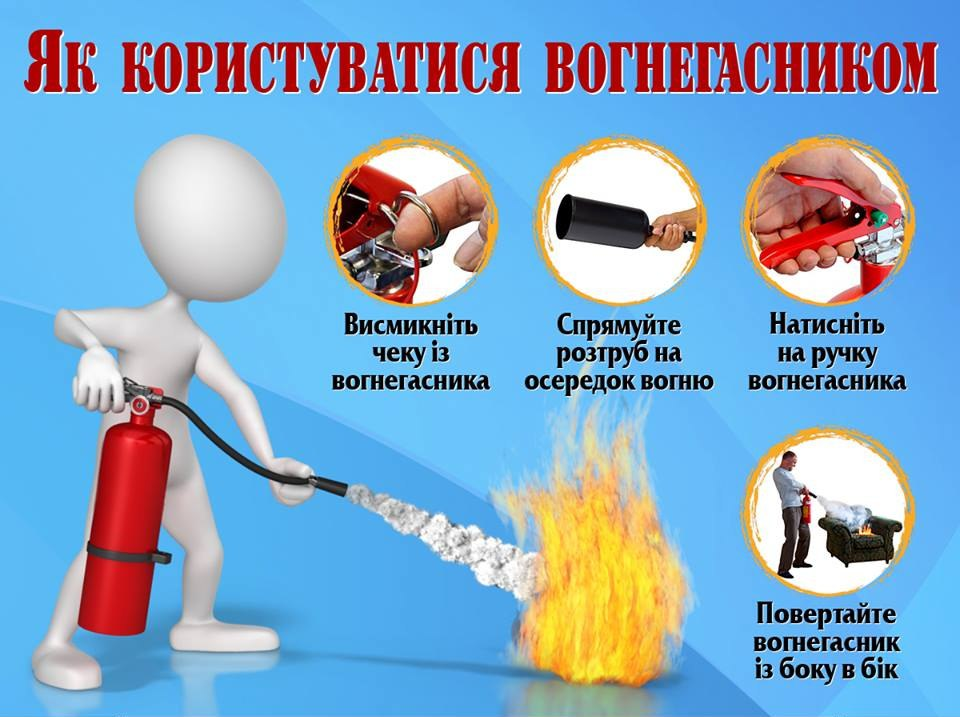 Як користуватися вогнегасником
Висмикніть
чеку із
вогнегасника
Спрямуйте
розтруб на
осередок вогню
Натисніть
на ручку
вогнегасника
Повертайте
вогнегасник
із боку в бік